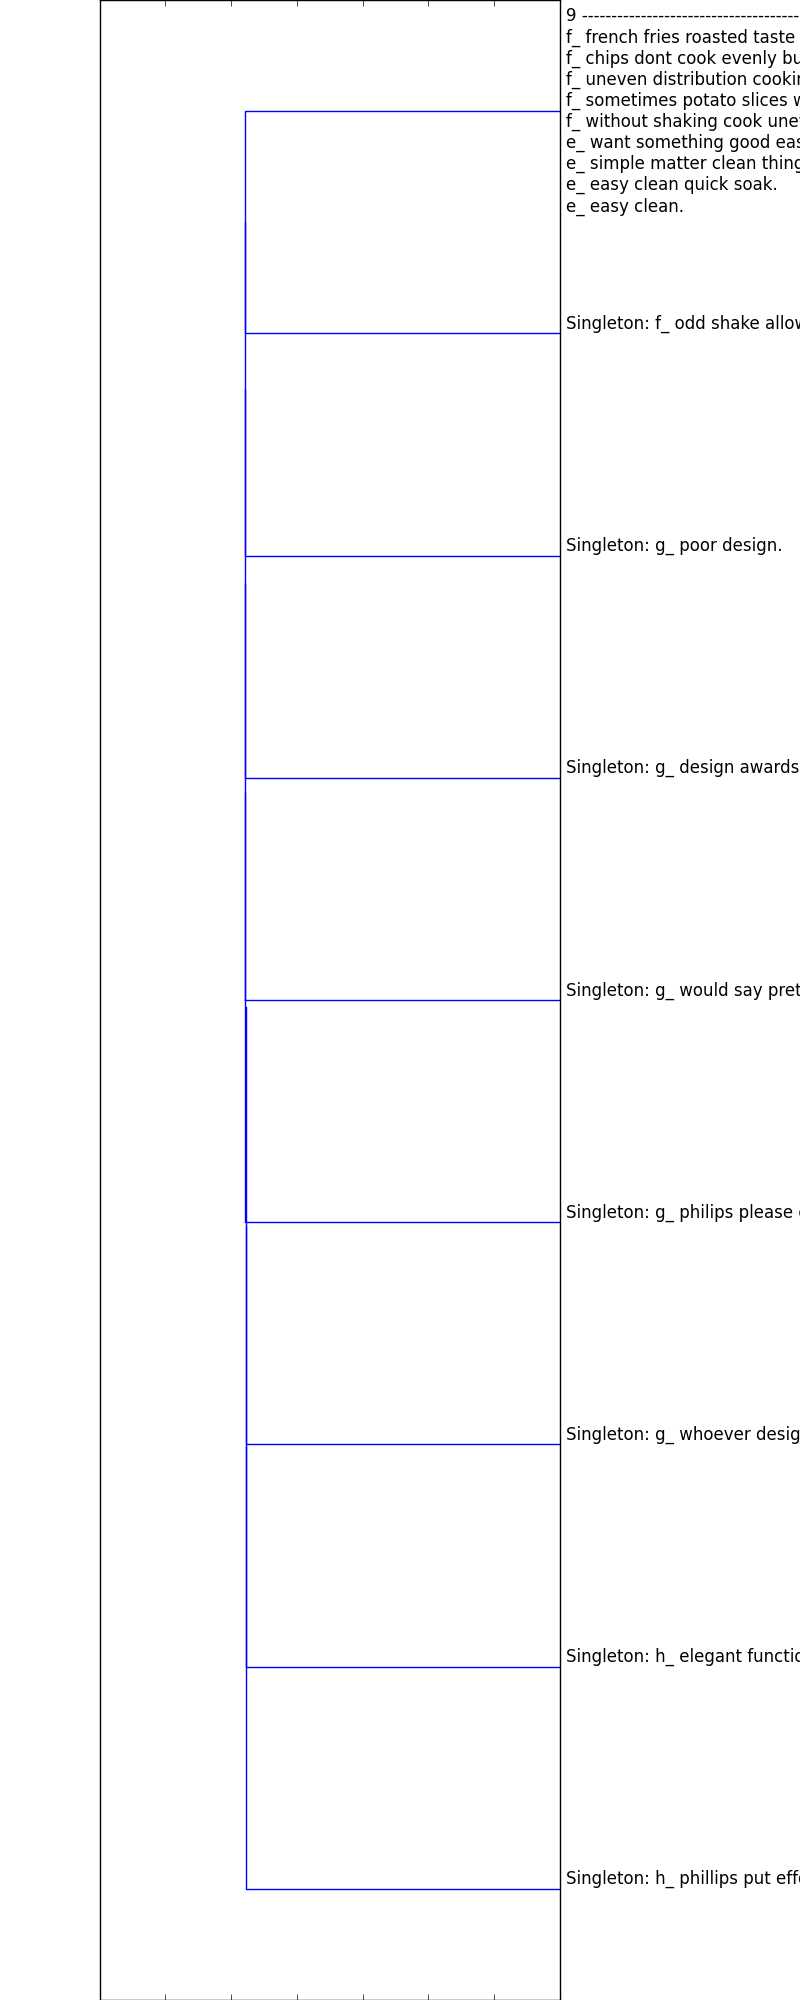 9 -------------------------------------
f_ french fries roasted taste
f_ chips dont cook evenly bu
f_ uneven distribution cookin
f_ sometimes potato slices w
f_ without shaking cook une
e_ want something good eas
e_ simple matter clean thing
e_ easy clean quick soak.
e_ easy clean.
Singleton: f_ odd shake allow
Singleton: g_ poor design.
Singleton: g_ design awards
Singleton: g_ would say pret
Singleton: g_ philips please
Singleton: g_ whoever desig
Singleton: h_ elegant functio
Singleton: h_ phillips put eff